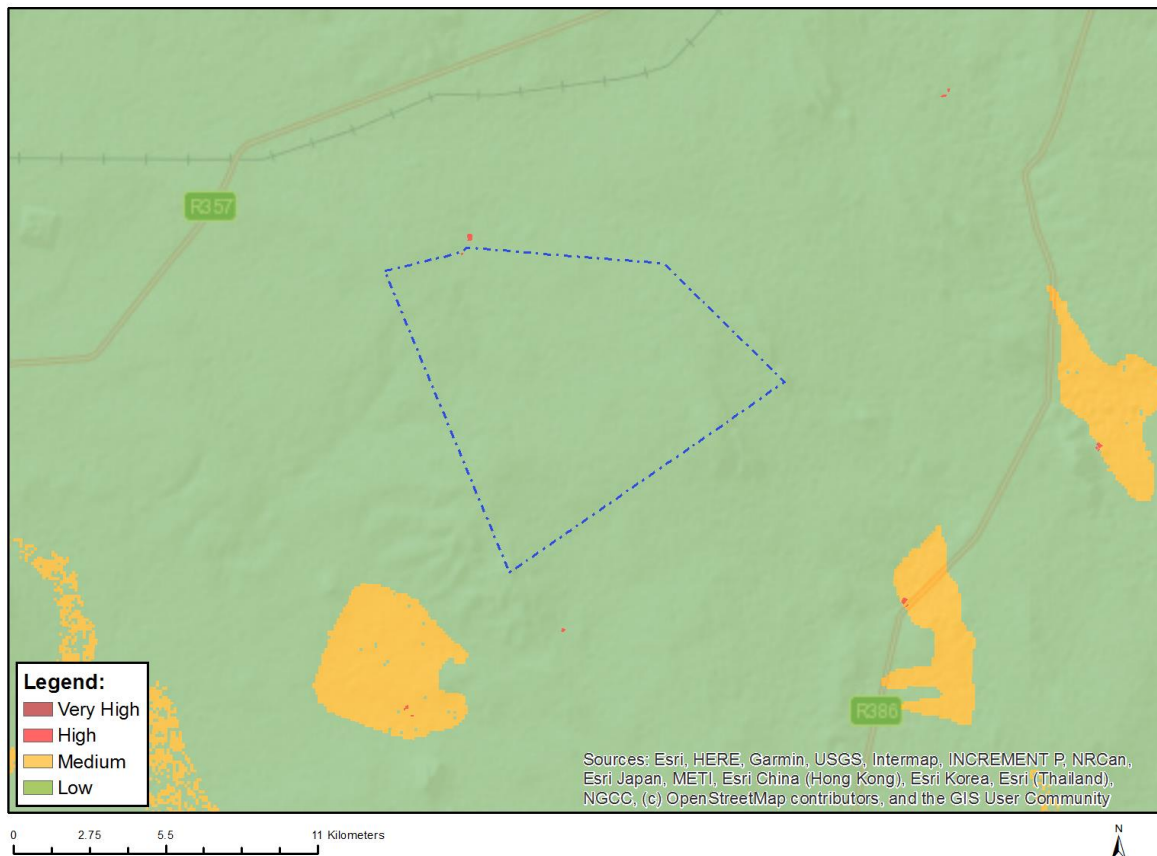 R357
Legend:
Very High
High
Medium
Low
R386
Sources: Esri, HERE, Garmin, USGS, Intermap, INCREMENT P, NRCan,
Esri Japan, METI, Esri China (Hong Kong), Esri Korea, Esri (Thailand),
NGCC, (c) OpenStreetMap contributors, and the GIS User Community
0 2.75 5.5 11 Kilometers
N